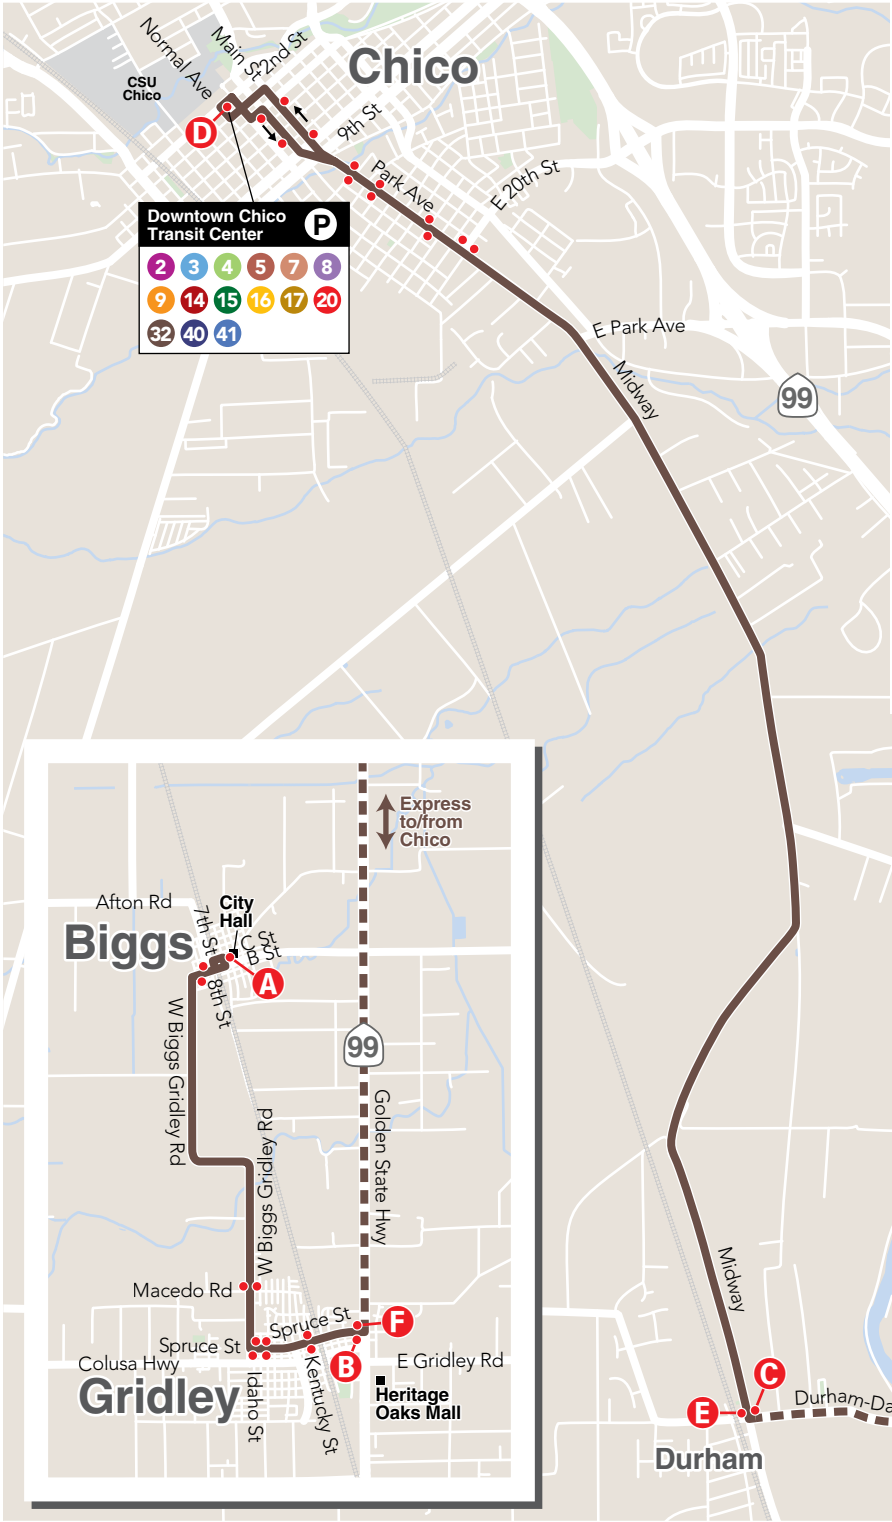 Normal Ave
Main St
2nd St
Chico
CSU
Chico
9th St
D
Park Ave
E 20th St
Downtown Chico
Transit Center
P
2 3 4 5 7 8
9 14 15 16 17 20
32 40 41
E Park Ave
Midway
99
Express
to/from
Chico
Afton Rd
City
Hall
7th St
C St
B St
Biggs
A
8th St
W Biggs Gridley Rd
99
Golden State Hwy
W Biggs Gridley Rd
Macedo Rd
Spruce St
F
Spruce St
Colusa Hwy
B
E Gridley Rd
Gridley
Idaho St
Kentucky St
Heritage
Oaks Mall
Midway
C
E
Durham-Da
Durham